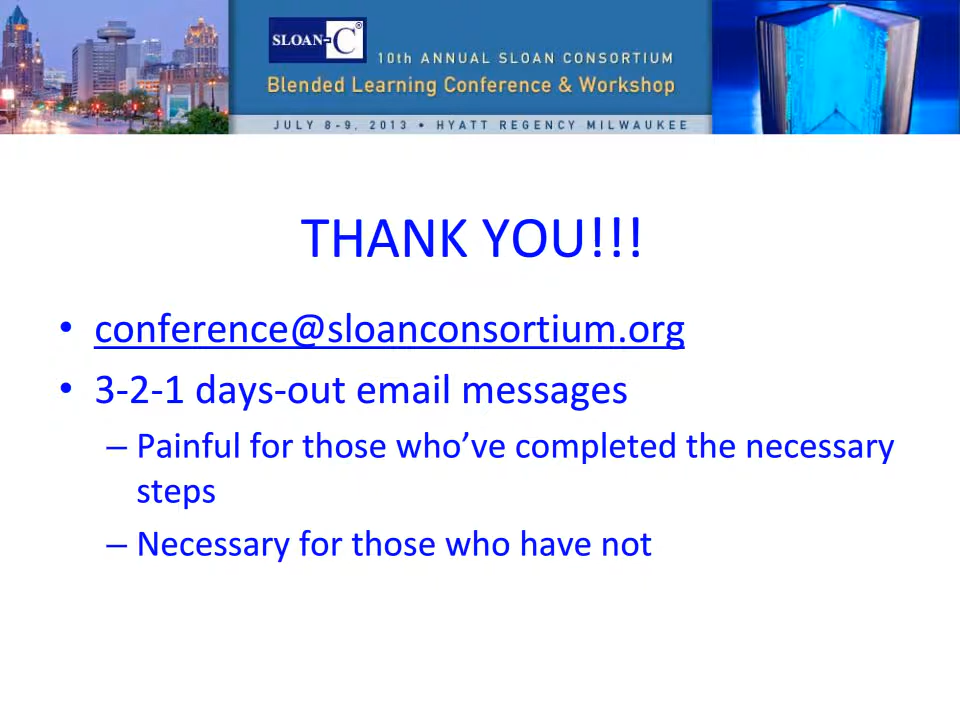 SLOAN-C®
10th ANNUAL SLOAN CONSORTIUM
Blended Learning Conference & Workshop
JULY 8-9, 2013 • HYATT REGENCY MILWAUKEE
THANK YOU!!!
• conference@sloanconsortium.org
• 3-2-1 days-out email messages
– Painful for those who’ve completed the necessary
steps
– Necessary for those who have not